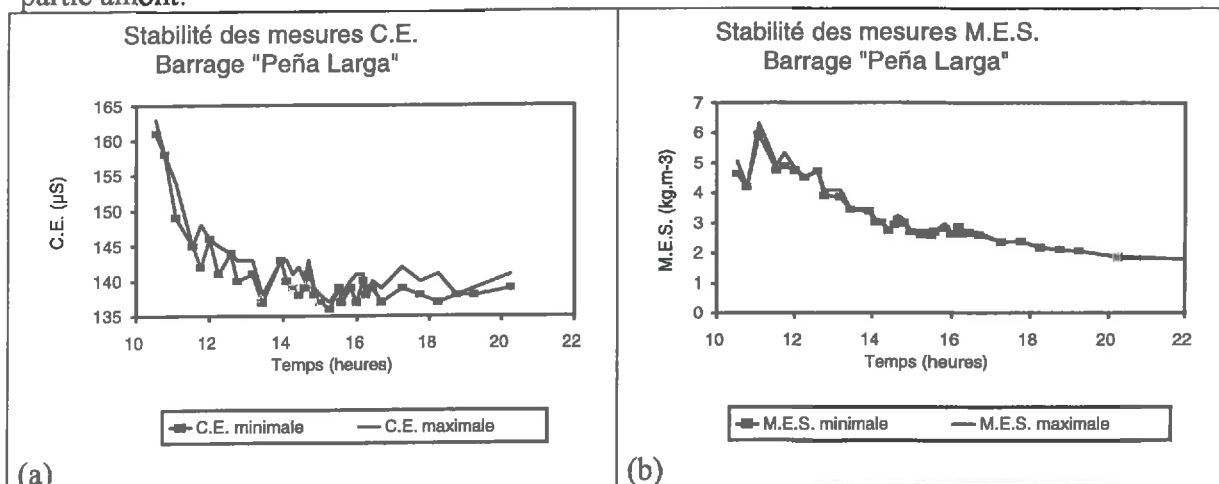 partie amont.
Stabilité des mesures C.E.
Barrage "Peña Larga"
C.E. (µS)
165
160
155
150
145
140
135
10 12 14 16 18 20 22
Temps (heures)
C.E. minimale C.E. maximale
(a)
Stabilité des mesures M.E.S.
Barrage "Peña Larga"
M.E.S. (kg.m-3)
7
6
5
4
3
2
1
0
10 12 14 16 18 20 22
Temps (heures)
M.E.S. minimale M.E.S. maximale
(b)